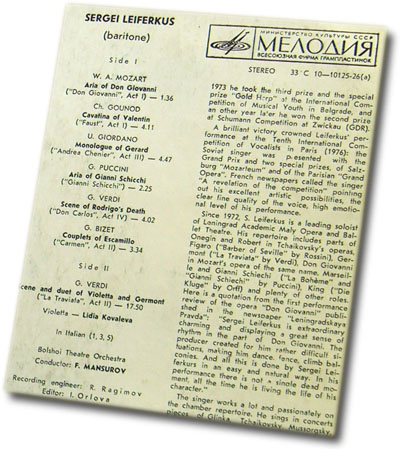 SERGEI LEIFERKUS
(baritone)
Side I
W. A. MOZART
Aria of Don Giovanni
("Don Giovanni", Act I) — 1.36
Ch. GOUNOD
Cavatina of Valentin
("Faust", Act I) — 4.11
U. GIORDANO
Monologue of Gerard
("Andrea Chenier", Act III) — 4.47
G. PUCCINI
Aria of Gianni Schicchi
("Gianni Schicchi") — 2.25
G. VERDI
Scene of Rodrigo's Death
("Don Carlos", Act IV) — 4.02
G. BIZET
Couplets of Escamillo
("Carmen", Act II) — 3.34
Side II
G. VERDI
Scene and duet of Violetta and Germont
("La Traviata", Act II) — 17.50
Violetta — Lidia Kovaleva
In Italian (1, 3, 5)
Bolshoi Theatre Orchestra
Conductor: F. MANSUROV
Recording engineer: R. Ragimov
Editor: I. Orlova
МИНИСТЕРСТВО КУЛЬТУРЫ СССР
МЕЛОДИЯ
ВСЕСОЮЗНАЯ ФИРМА ГРАМПЛАСТИНОК
STEREO 33 C 10—10125-26(a)
1973 he took the third prize and the special
prize "Gold Harp" at the International Com-
petition of Musical Youth in Belgrade, and
an other year later he won the second prize
at Schumann Competition at Zwickau (GDR).
A brilliant victory crowned Leiferkus' per-
formance at the Tenth International Com-
petition of Vocalists in Paris (1976): the
Soviet singer was presented with the
Grand Prix and two special prizes, of Salz-
burg "Mozarteum" and of the Parisian "Grand
Opera". French newspapers called the singer
"A revelation of the competition" pointing
out his excellent artistic possibilities, the
clear line quality of the voice, high emotio-
nal level of his performance.
Since 1972, S. Leiferkus is a leading soloist
of Leningrad Academic Maly Opera and Bal-
let Theatre. His repertoire includes parts of
Onegin and Robert in Tchaikovsky's operas,
Figaro ("Barber of Seville" by Rossini), Ger-
mont ("La Traviata" by Verdi), Don Giovanni
in Mozart's opera of the same name, Marseil-
le and Gianni Schicchi ("La Bohème" and
"Gianni Schicchi" by Puccini), King ("Die
Kluge" by Orff) and plenty of other roles.
Here is a quotation from the first performance
review of the opera "Don Giovanni" publi-
shed in the newspaper "Leningradskaya
Pravda": "Sergei Leiferkus is extraordinary
charming and displaying a great sense of
rhythm in the part of Don Giovanni. The
producer created for him rather difficult si-
tuations, making him dance, fence, climb bal-
conies. And all this is done by Sergei Lei-
ferkus in an easy and natural way. In his
performance there is not a single dead mo-
ment, all the time he is living the life of his
character."
The singer works a lot and passionately on
the chamber repertoire. He sings in concerts
pieces of Glinka, Tchaikovsky, Mussorgsky,